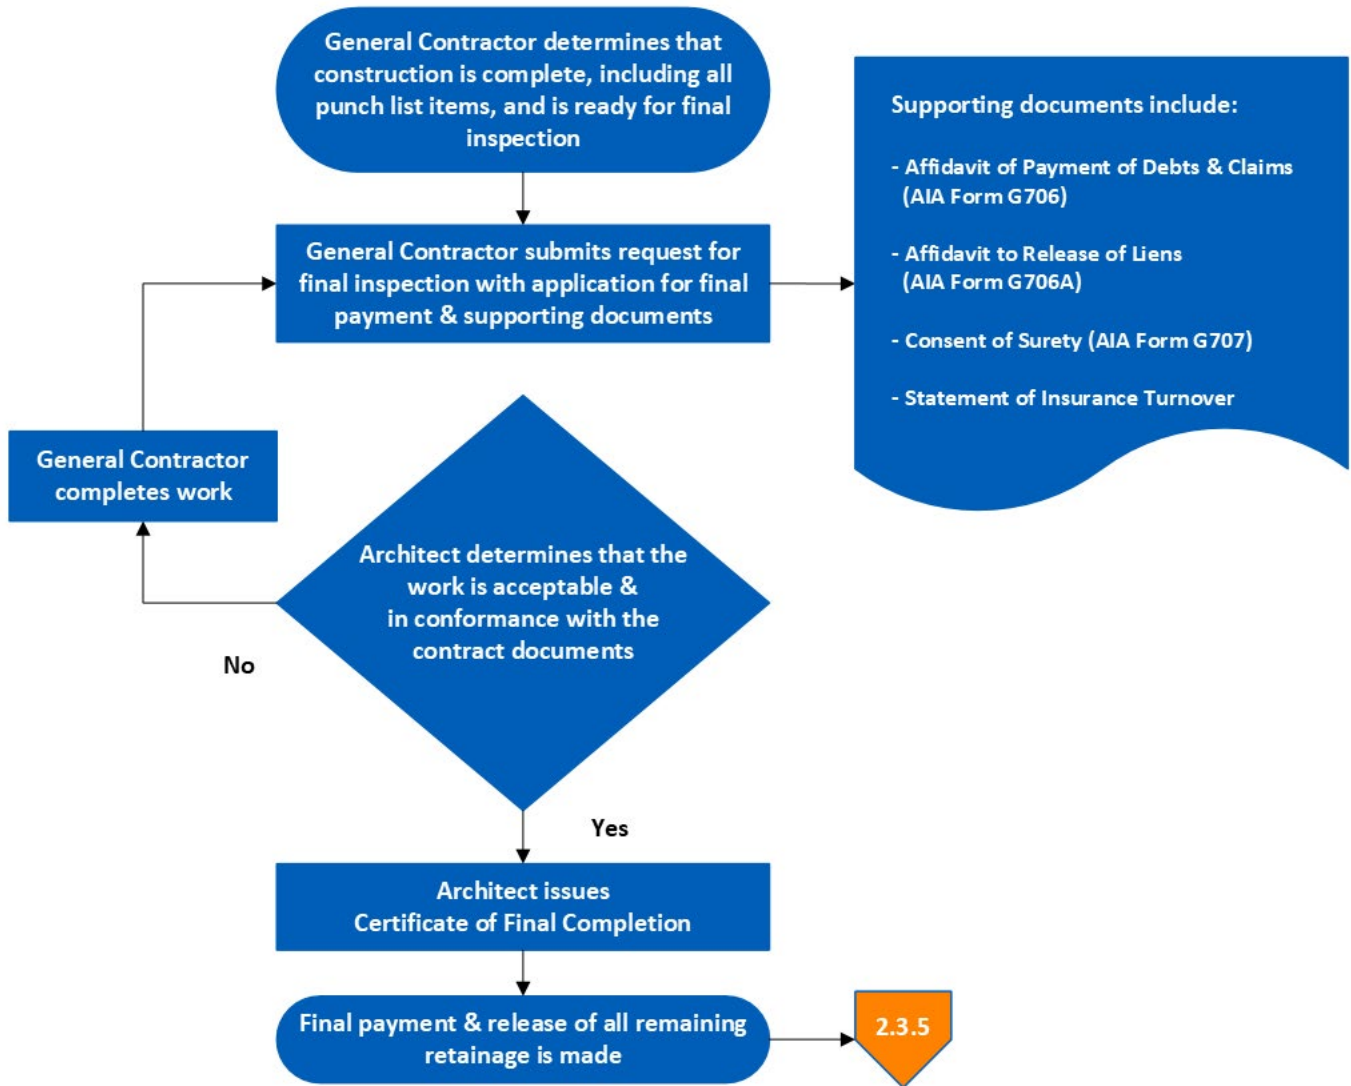 General Contractor determines that
construction is complete, including all
punch list items, and is ready for final
inspection
Supporting documents include:
- Affidavit of Payment of Debts & Claims
(AIA Form G706)
- Affidavit to Release of Liens
(AIA Form G706A)
- Consent of Surety (AIA Form G707)
- Statement of Insurance Turnover
General Contractor submits request for
final inspection with application for final
payment & supporting documents
General Contractor
completes work
Architect determines that the
work is acceptable &
in conformance with the
contract documents
No
Yes
Architect issues
Certificate of Final Completion
Final payment & release of all remaining
retainage is made
2.3.5